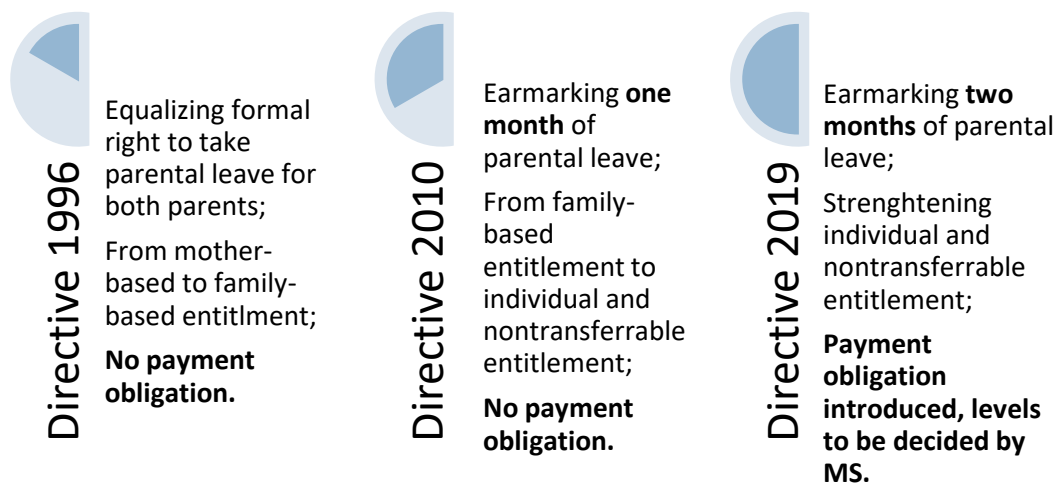 Directive 1996
Equalizing formal
right to take
parental leave for
both parents;
From mother-
based to family-
based entitlment;
No payment
obligation.
Directive 2010
Earmarking one
month of
parental leave;
From family-
based
entitlement to
individual and
nontransferrable
entitlement;
No payment
obligation.
Directive 2019
Earmarking two
months of parental
leave;
Strenghtening
individual and
nontransferrable
entitlement;
Payment
obligation
introduced, levels
to be decided by
MS.